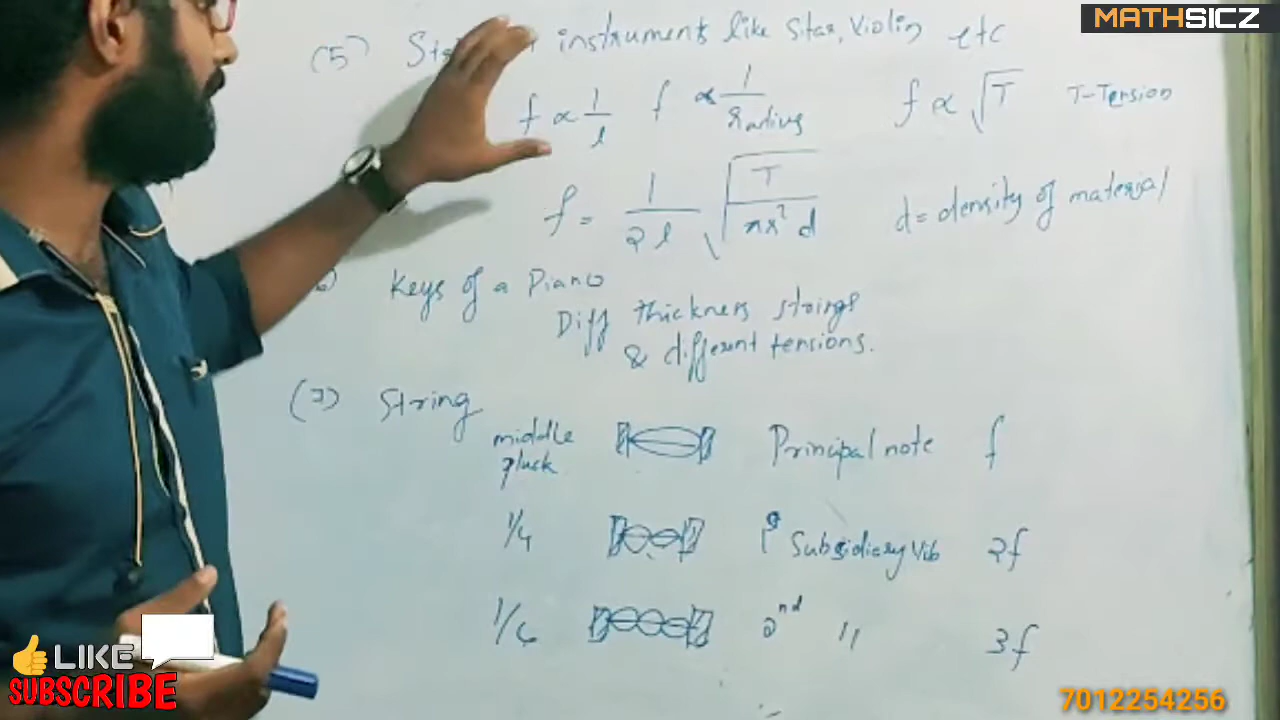 MATHSICZ
(5) instruments like Sitar, Violin etc
f ∝ 1/l f ∝ 1/Radius f ∝ √T T-Tension
f = 1/2l √(T/πr²d) d = density of material
Keys of a Piano
Diff thickness strings
& different tensions.
(7) String
middle pluck Principal note f
1/4 1st Subsidiary Vib 2f
1/6 2nd 〃 3f
LIKE
SUBSCRIBE
7012254256